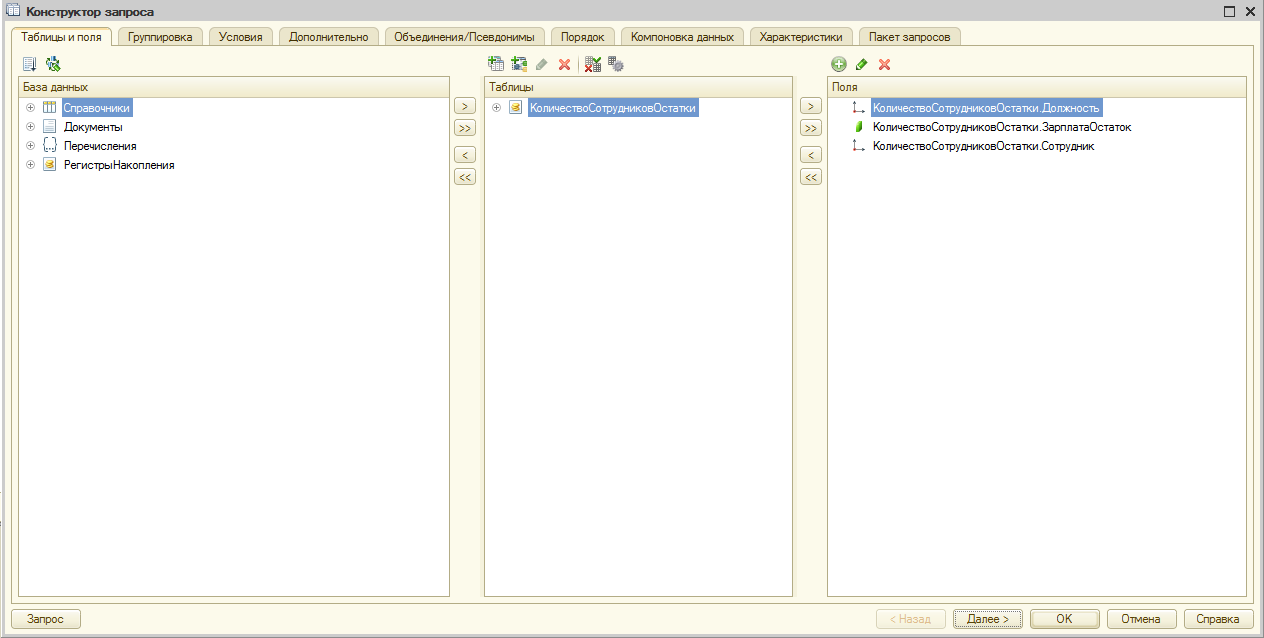 Конструктор запроса
Таблицы и поля Группировка Условия Дополнительно Объединения/Псевдонимы Порядок Компоновка данных Характеристики Пакет запросов
База данных
Справочники
Документы
Перечисления
РегистрыНакопления
>
>>
<
<<
Таблицы
КоличествоСотрудниковОстатки
>
>>
<
<<
Поля
КоличествоСотрудниковОстатки.Должность
КоличествоСотрудниковОстатки.ЗарплатаОстаток
КоличествоСотрудниковОстатки.Сотрудник
Запрос < Назад Далее > OK Отмена Справка